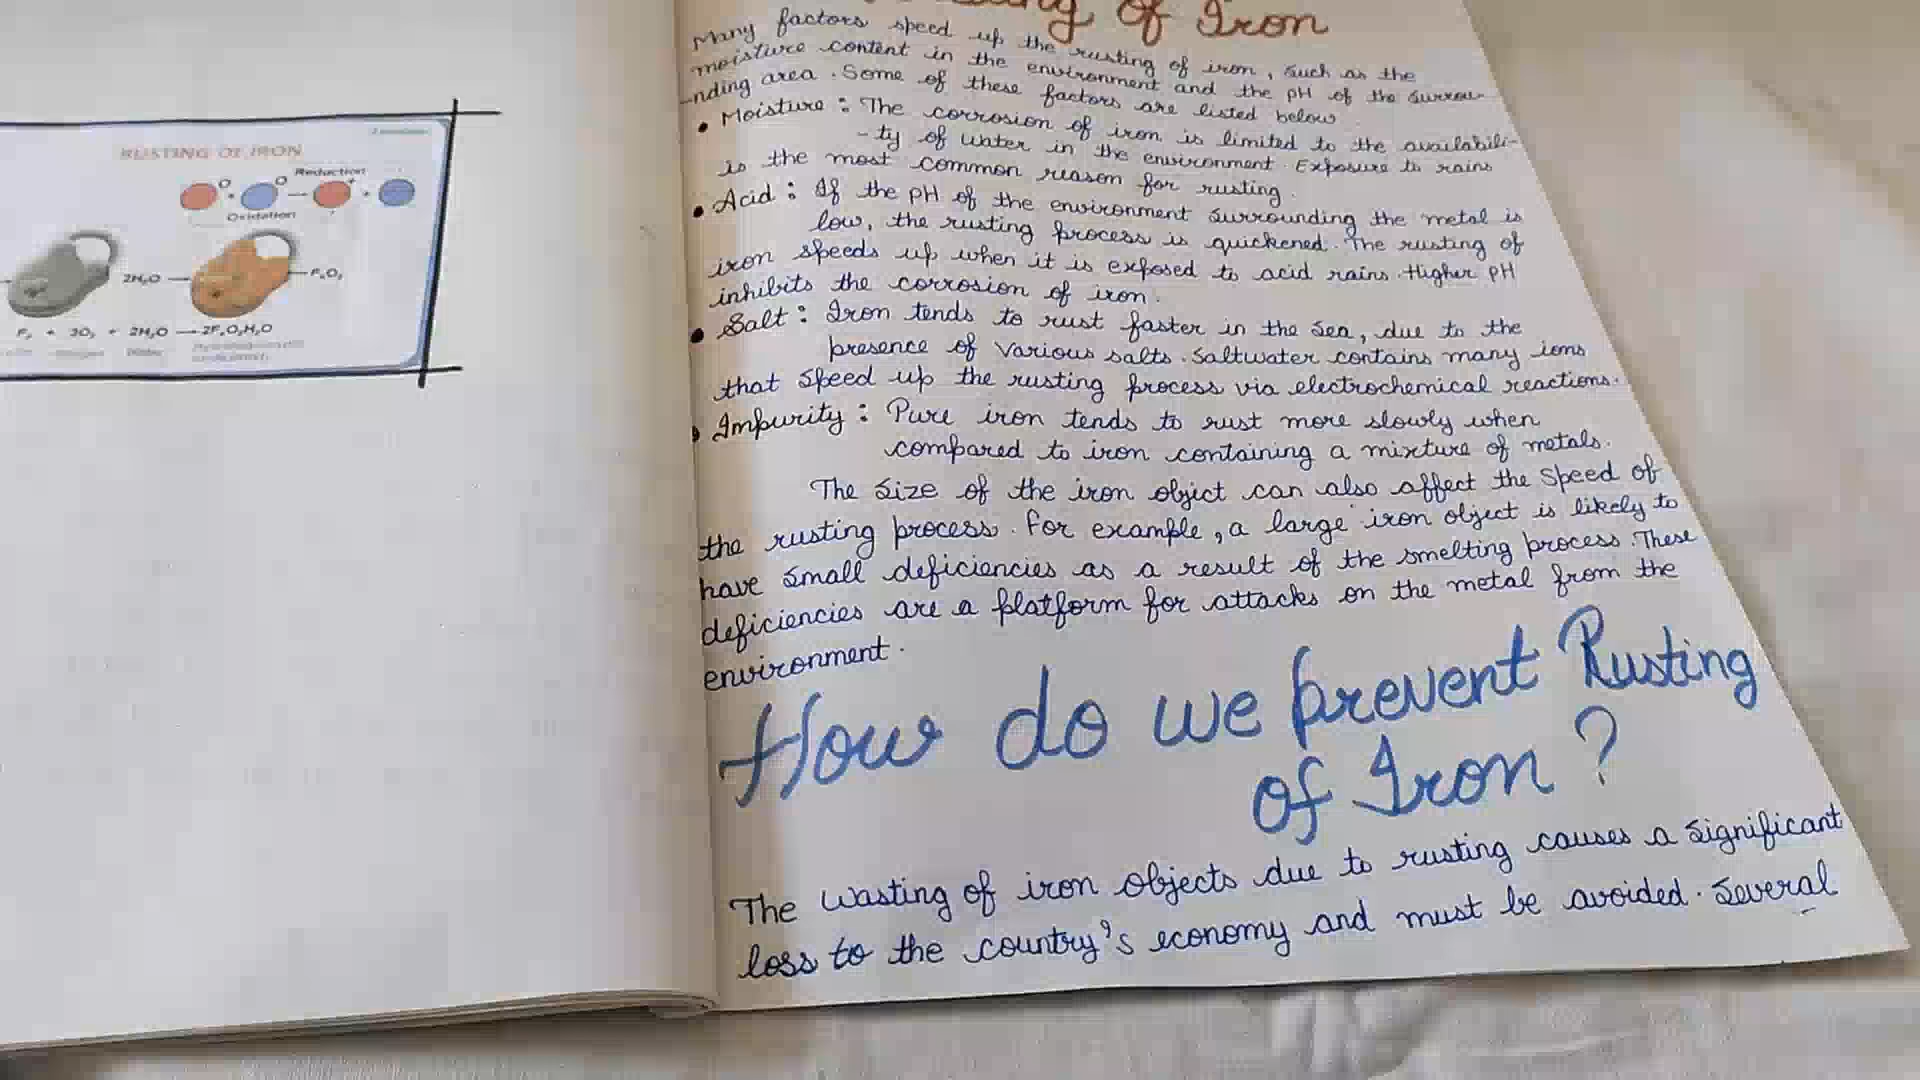 RUSTING OF IRON
Reduction
Oxidation
2H₂O
F₂O₃
F₂ + 3O₂ + 2H₂O → 2F₂O₃H₂O
of Iron
Many factors speed up the rusting of iron, such as the
moisture content in the environment and the pH of the surrou-
-nding area. Some of these factors are listed below
• Moisture : The corrosion of iron is limited to the availabili-
-ty of water in the environment. Exposure to rains
is the most common reason for rusting.
• Acid : If the pH of the environment surrounding the metal is
low, the rusting process is quickened. The rusting of
iron speeds up when it is exposed to acid rains. Higher pH
inhibits the corrosion of iron.
• Salt : Iron tends to rust faster in the sea, due to the
presence of various salts. Saltwater contains many ions
that speed up the rusting process via electrochemical reactions.
• Impurity : Pure iron tends to rust more slowly when
compared to iron containing a mixture of metals.
The size of the iron object can also affect the speed of
the rusting process. For example, a large iron object is likely to
have small deficiencies as a result of the smelting process. These
deficiencies are a platform for attacks on the metal from the
environment.
How do we prevent Rusting
of Iron ?
The wasting of iron objects due to rusting causes a significant
loss to the country's economy and must be avoided. Several